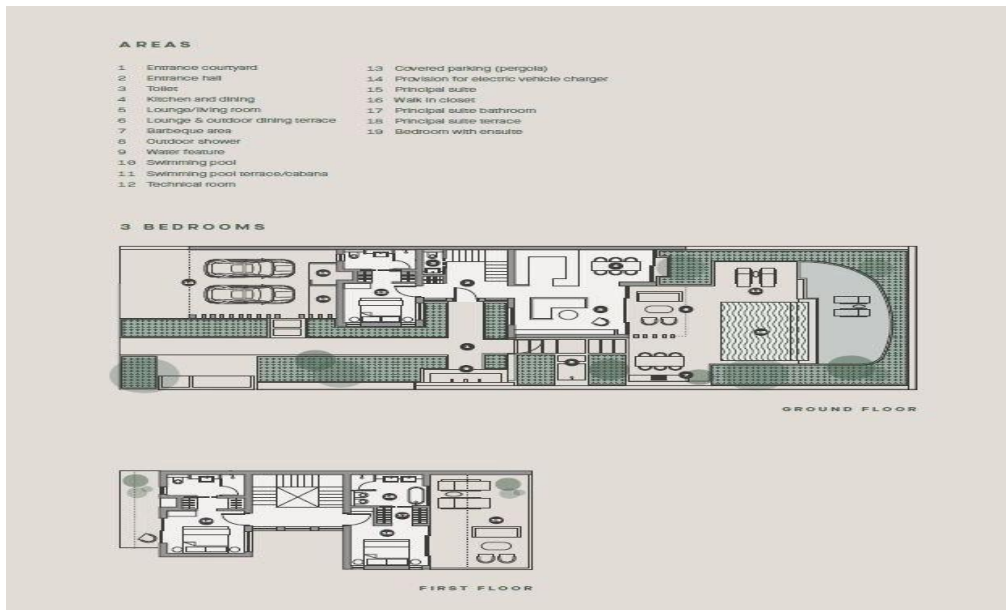 AREAS
1 Entrance courtyard
2 Entrance hall
3 Toilet
4 Kitchen and dining
5 Lounge/living room
6 Lounge & outdoor dining terrace
7 Barbeque area
8 Outdoor shower
9 Water feature
10 Swimming pool
11 Swimming pool terrace/cabana
12 Technical room
13 Covered parking (pergola)
14 Provision for electric vehicle charger
15 Principal suite
16 Walk in closet
17 Principal suite bathroom
18 Principal suite terrace
19 Bedroom with ensuite
3 BEDROOMS
GROUND FLOOR
FIRST FLOOR